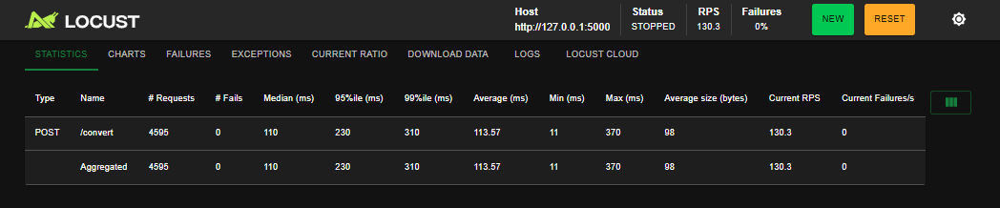 LOCUST
Host Status RPS Failures
http://127.0.0.1:5000 STOPPED 130.3 0%
NEW RESET
STATISTICS CHARTS FAILURES EXCEPTIONS CURRENT RATIO DOWNLOAD DATA LOGS LOCUST CLOUD
Type Name # Requests # Fails Median (ms) 95%ile (ms) 99%ile (ms) Average (ms) Min (ms) Max (ms) Average size (bytes) Current RPS Current Failures/s
POST /convert 4595 0 110 230 310 113.57 11 370 98 130.3 0
Aggregated 4595 0 110 230 310 113.57 11 370 98 130.3 0